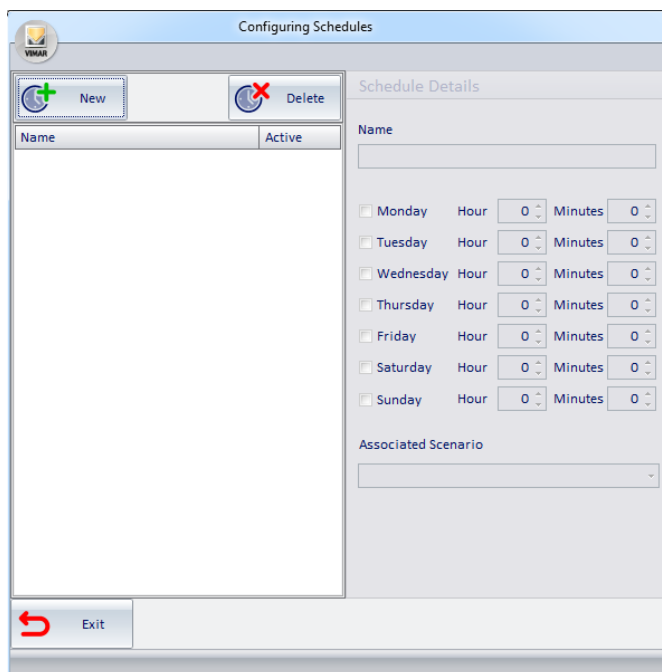 Configuring Schedules
VIMAR
New
Delete
Name Active
Schedule Details
Name
Monday Hour 0 Minutes 0
Tuesday Hour 0 Minutes 0
Wednesday Hour 0 Minutes 0
Thursday Hour 0 Minutes 0
Friday Hour 0 Minutes 0
Saturday Hour 0 Minutes 0
Sunday Hour 0 Minutes 0
Associated Scenario
Exit